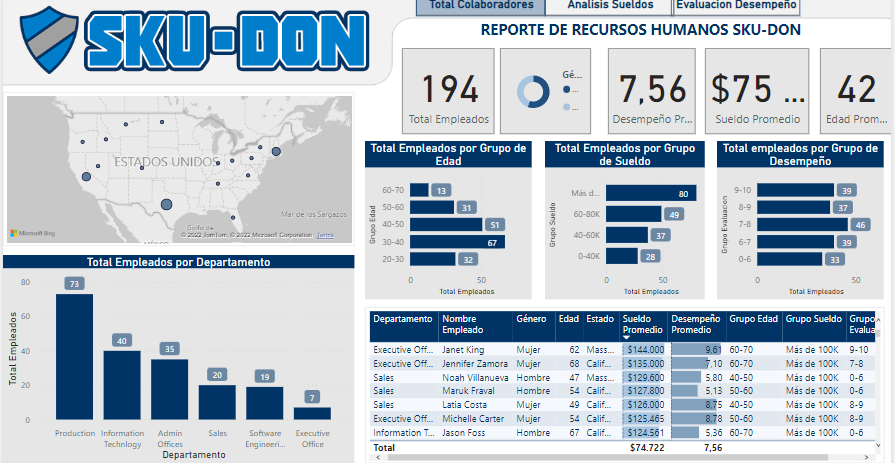 Total Colaboradores
Analisis Sueldos
Evaluacion Desempeño
SKU-DON
REPORTE DE RECURSOS HUMANOS SKU-DON
194
Total Empleados
Gé...
...
...
7,56
Desempeño Pr...
$75 ...
Sueldo Promedio
42
Edad Prom...
ESTADOS UNIDOS
Mar de los Sargazos
Golfo de
MÉXICO
Microsoft Bing
© 2022 TomTom, © 2022 Microsoft Corporation Terms
Total Empleados por Grupo de
Edad
Grupo Edad
60-70 13
50-60 31
40-50 51
30-40 67
20-30 32
0 50
Total Empleados
Total Empleados por Grupo
de Sueldo
Grupo Sueldo
Más d... 80
60-80K 49
40-60K 37
0-40K 28
0 50
Total Empleados
Total empleados por Grupo de
Desempeño
Grupo Evaluacion
9-10 39
8-9 37
7-8 46
6-7 39
0-6 33
0 50
Total Empleados
Total Empleados por Departamento
Total Empleados
80
60
40
20
0
73
40
35
20
19
7
Production
Information
Technlogy
Admin
Offices
Sales
Software
Engineeri...
Executive
Office
Departamento
Departamento Nombre Empleado Género Edad Estado Sueldo Promedio Desempeño Promedio Grupo Edad Grupo Sueldo Grupo Evalua
Executive Off... Janet King Mujer 62 Mass... $144.000 9,61 60-70 Más de 100K 9-10
Executive Off... Jennifer Zamora Mujer 68 Calif... $135.000 7,10 60-70 Más de 100K 7-8
Sales Noah Villanueva Hombre 47 Mass... $129.600 5,80 40-50 Más de 100K 0-6
Sales Maruk Fraval Hombre 54 Calif... $127.800 5,13 50-60 Más de 100K 0-6
Sales Latia Costa Mujer 49 Calif... $126.000 8,75 40-50 Más de 100K 8-9
Executive Off... Michelle Carter Mujer 54 Calif... $125.465 8,78 50-60 Más de 100K 8-9
Information T... Jason Foss Hombre 67 Calif... $124.561 5,36 60-70 Más de 100K 0-6
Total $74.722 7,56